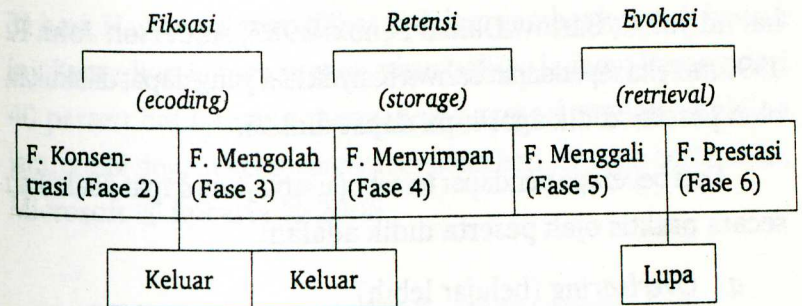 Fiksasi Retensi Evokasi
(ecoding) (storage) (retrieval)
F. Konsen-
trasi (Fase 2)
F. Mengolah
(Fase 3)
F. Menyimpan
(Fase 4)
F. Menggali
(Fase 5)
F. Prestasi
(Fase 6)
Keluar Keluar Lupa